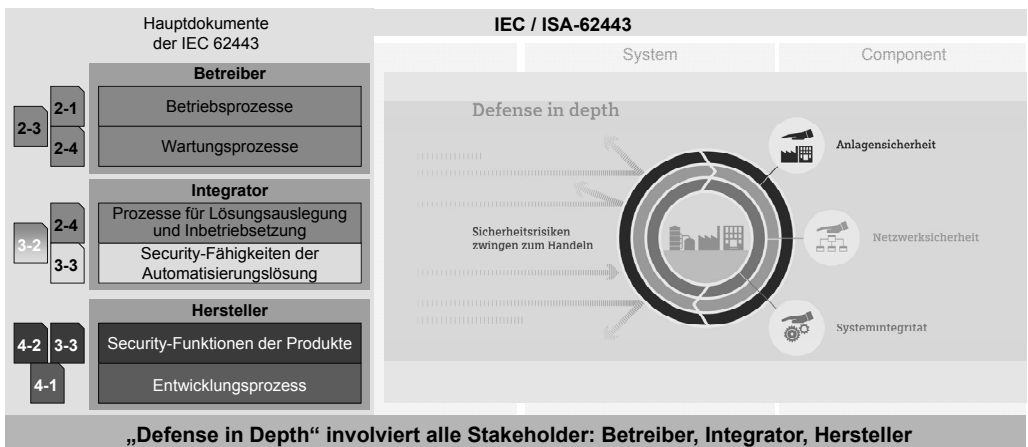 Hauptdokumente
der IEC 62443
Betreiber
2-1
2-3
2-4
Betriebsprozesse
Wartungsprozesse
Integrator
2-4
3-2
3-3
Prozesse für Lösungsauslegung
und Inbetriebsetzung
Security-Fähigkeiten der
Automatisierungslösung
Hersteller
4-2
3-3
4-1
Security-Funktionen der Produkte
Entwicklungsprozess
IEC / ISA-62443
System
Component
Defense in depth
Sicherheitsrisiken
zwingen zum Handeln
Anlagensicherheit
Netzwerksicherheit
Systemintegrität
„Defense in Depth“ involviert alle Stakeholder: Betreiber, Integrator, Hersteller